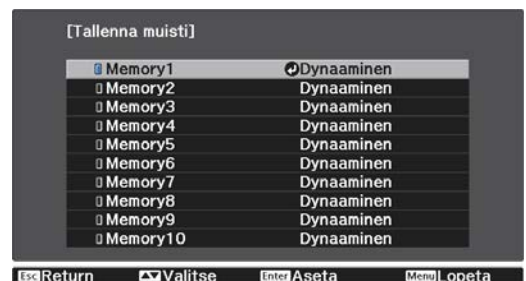 [Tallenna muisti]
Memory1 Dynaaminen
Memory2 Dynaaminen
Memory3 Dynaaminen
Memory4 Dynaaminen
Memory5 Dynaaminen
Memory6 Dynaaminen
Memory7 Dynaaminen
Memory8 Dynaaminen
Memory9 Dynaaminen
Memory10 Dynaaminen
Esc Return Valitse Enter Aseta Menu Lopeta